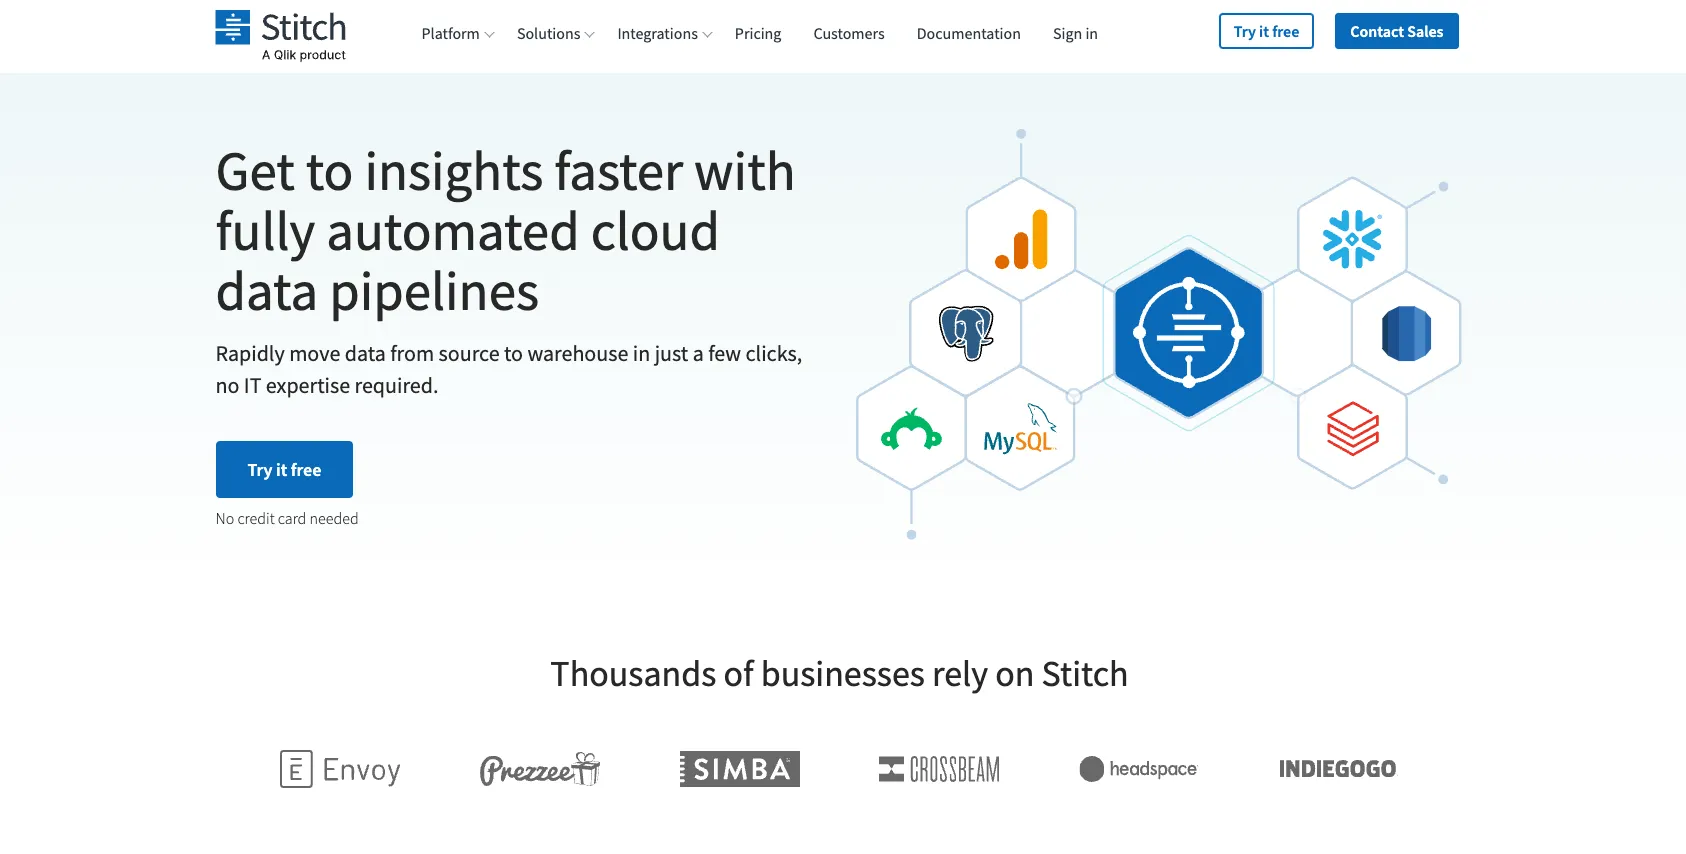 Stitch
A Qlik product
Platform
Solutions
Integrations
Pricing
Customers
Documentation
Sign in
Try it free
Contact Sales
Get to insights faster with
fully automated cloud
data pipelines
Rapidly move data from source to warehouse in just a few clicks,
no IT expertise required.
Try it free
No credit card needed
MySQL
Thousands of businesses rely on Stitch
E Envoy
Prezzee
SIMBA
CROSSBEAM
headspace
INDIEGOGO